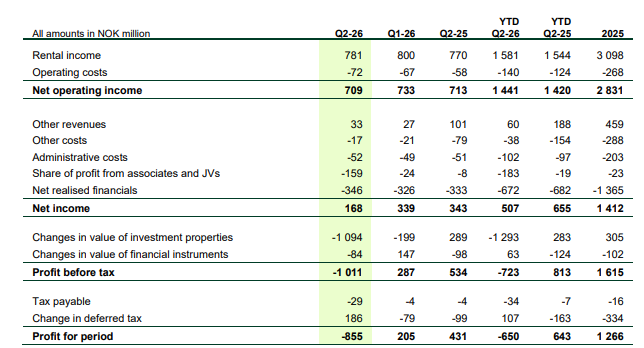 YTD YTD
All amounts in NOK million Q2-26 Q1-26 Q2-25 Q2-26 Q2-25 2025
Rental income 781 800 770 1 581 1 544 3 098
Operating costs -72 -67 -58 -140 -124 -268
Net operating income 709 733 713 1 441 1 420 2 831
Other revenues 33 27 101 60 188 459
Other costs -17 -21 -79 -38 -154 -288
Administrative costs -52 -49 -51 -102 -97 -203
Share of profit from associates and JVs -159 -24 -8 -183 -19 -23
Net realised financials -346 -326 -333 -672 -682 -1 365
Net income 168 339 343 507 655 1 412
Changes in value of investment properties -1 094 -199 289 -1 293 283 305
Changes in value of financial instruments -84 147 -98 63 -124 -102
Profit before tax -1 011 287 534 -723 813 1 615
Tax payable -29 -4 -4 -34 -7 -16
Change in deferred tax 186 -79 -99 107 -163 -334
Profit for period -855 205 431 -650 643 1 266